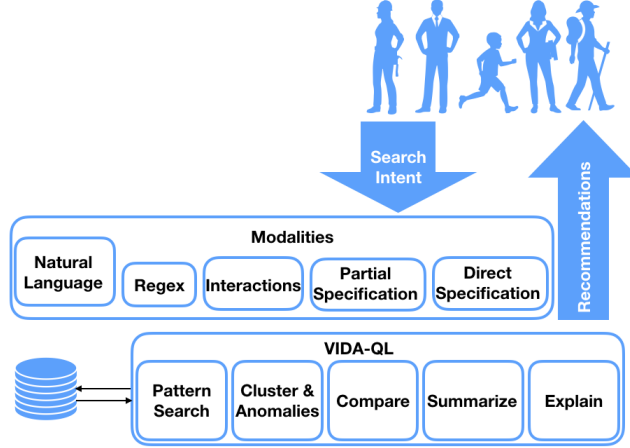 Search
Intent
Recommendations
Modalities
Natural
Language
Regex
Interactions
Partial
Specification
Direct
Specification
VIDA-QL
Pattern
Search
Cluster &
Anomalies
Compare
Summarize
Explain